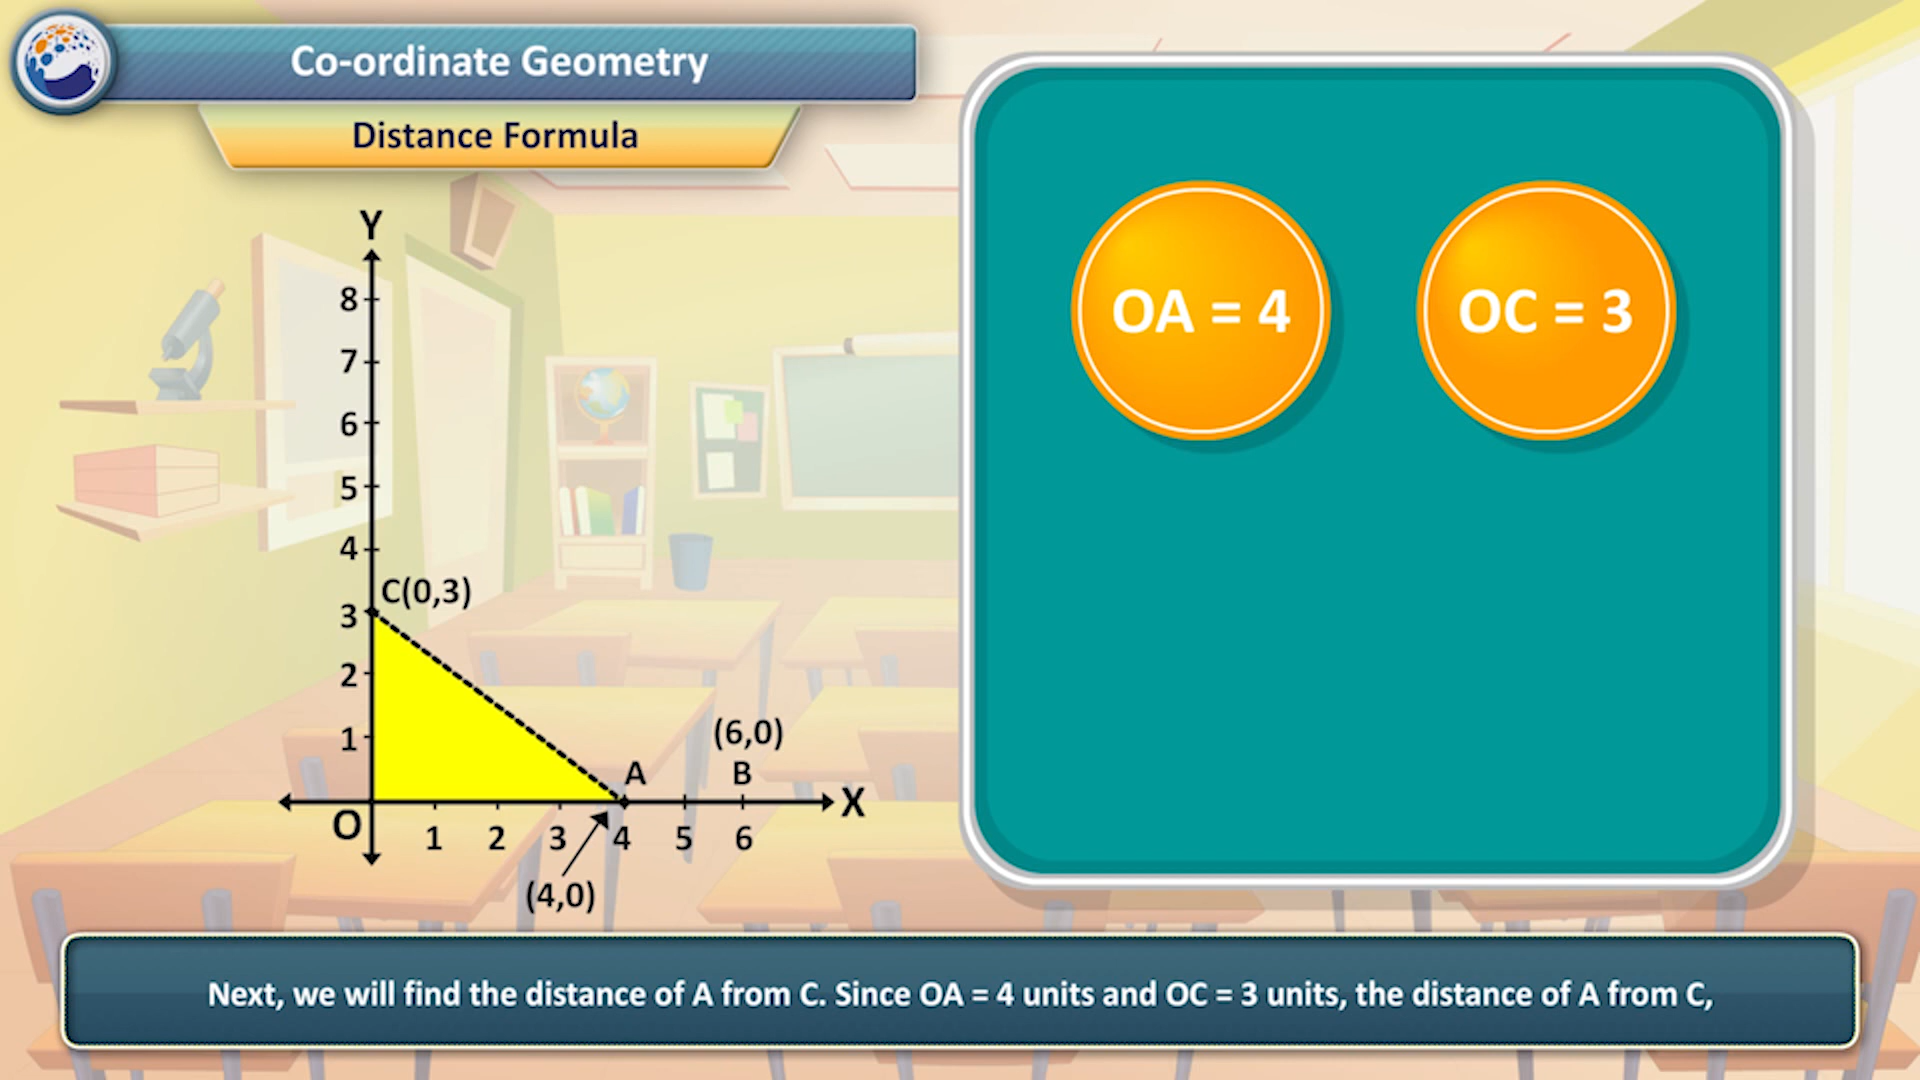 Co-ordinate Geometry
Distance Formula
Y
8
7
6
5
4
C(0,3)
3
2
1
(6,0)
A
B
X
O
1 2 3 4 5 6
(4,0)
OA = 4
OC = 3
Next, we will find the distance of A from C. Since OA = 4 units and OC = 3 units, the distance of A from C,